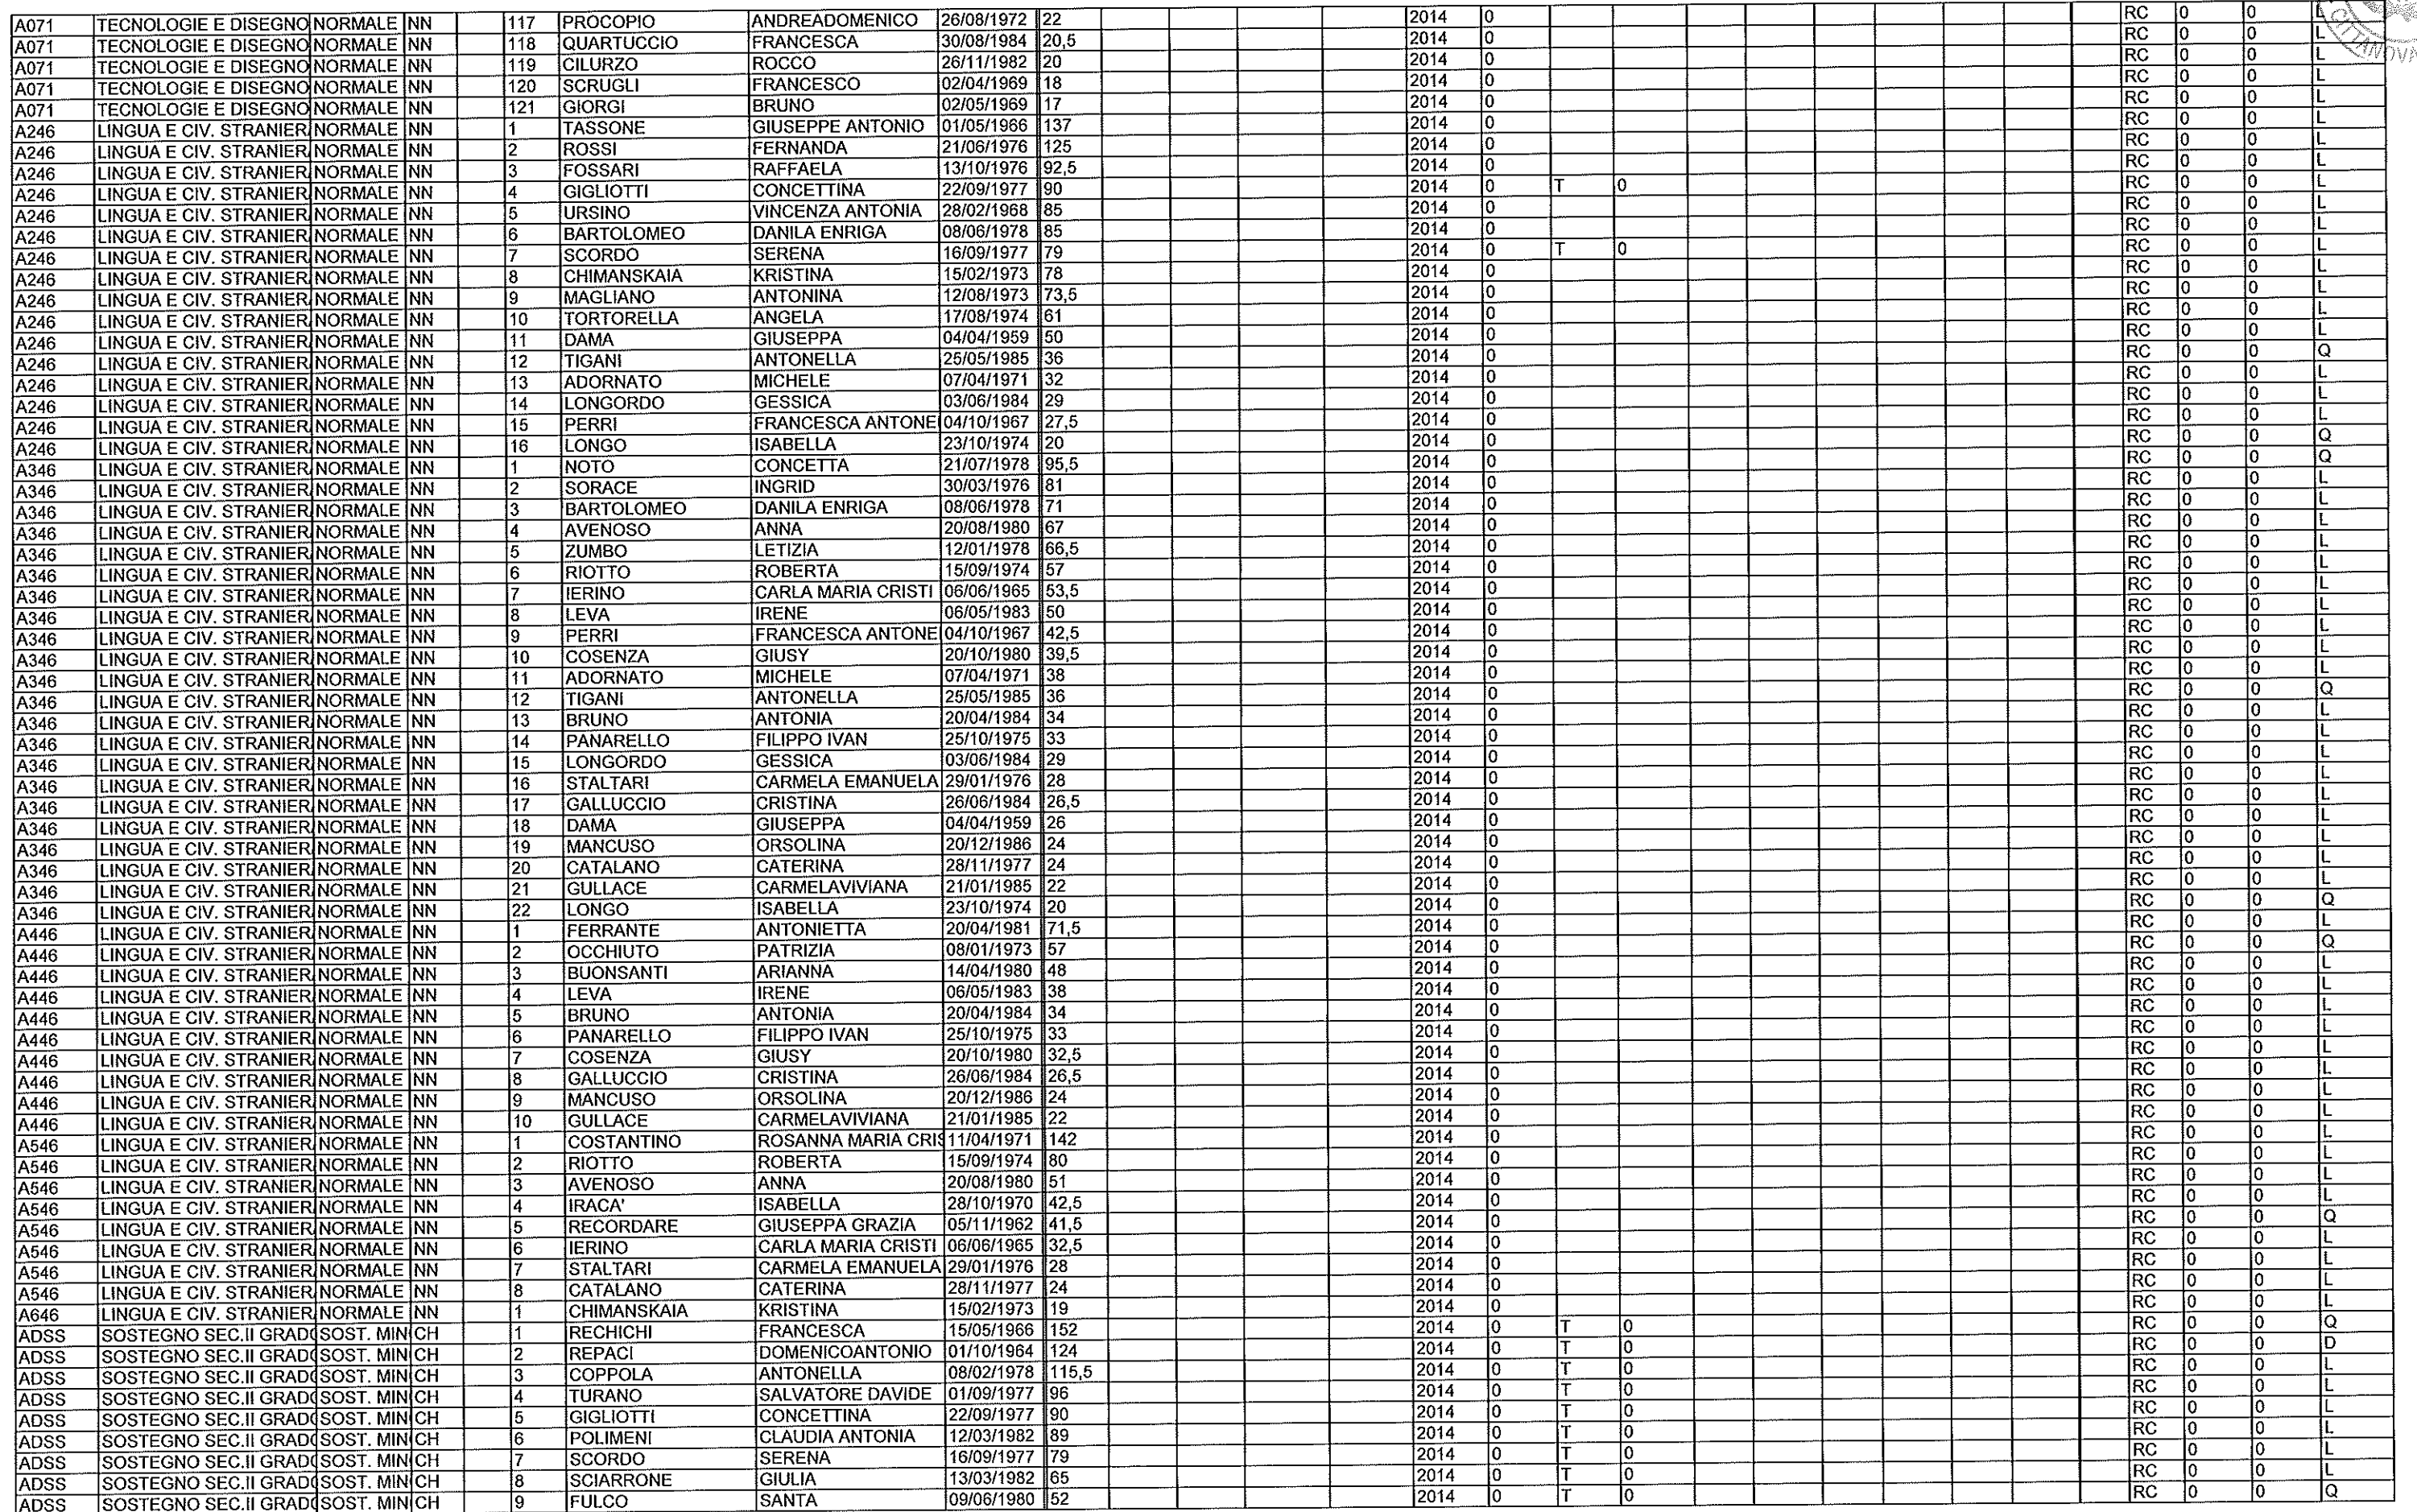 A071 TECNOLOGIE E DISEGNO NORMALE NN 117 PROCOPIO ANDREADOMENICO 26/08/1972 22 2014 0 RC 0 0 L
A071 TECNOLOGIE E DISEGNO NORMALE NN 118 QUARTUCCIO FRANCESCA 30/08/1984 20,5 2014 0 RC 0 0 L
A071 TECNOLOGIE E DISEGNO NORMALE NN 119 CILURZO ROCCO 26/11/1982 20 2014 0 RC 0 0 L
A071 TECNOLOGIE E DISEGNO NORMALE NN 120 SCRUGLI FRANCESCO 02/04/1969 18 2014 0 RC 0 0 L
A071 TECNOLOGIE E DISEGNO NORMALE NN 121 GIORGI BRUNO 02/05/1969 17 2014 0 RC 0 0 L
A246 LINGUA E CIV. STRANIER NORMALE NN 1 TASSONE GIUSEPPE ANTONIO 01/05/1966 137 2014 0 RC 0 0 L
A246 LINGUA E CIV. STRANIER NORMALE NN 2 ROSSI FERNANDA 21/06/1976 125 2014 0 RC 0 0 L
A246 LINGUA E CIV. STRANIER NORMALE NN 3 FOSSARI RAFFAELA 13/10/1976 92,5 2014 0 RC 0 0 L
A246 LINGUA E CIV. STRANIER NORMALE NN 4 GIGLIOTTI CONCETTINA 22/09/1977 90 2014 0 T 0 RC 0 0 L
A246 LINGUA E CIV. STRANIER NORMALE NN 5 URSINO VINCENZA ANTONIA 28/02/1968 85 2014 0 RC 0 0 L
A246 LINGUA E CIV. STRANIER NORMALE NN 6 BARTOLOMEO DANILA ENRIGA 08/06/1978 85 2014 0 RC 0 0 L
A246 LINGUA E CIV. STRANIER NORMALE NN 7 SCORDO SERENA 16/09/1977 79 2014 0 T 0 RC 0 0 L
A246 LINGUA E CIV. STRANIER NORMALE NN 8 CHIMANSKAIA KRISTINA 15/02/1973 78 2014 0 RC 0 0 L
A246 LINGUA E CIV. STRANIER NORMALE NN 9 MAGLIANO ANTONINA 12/08/1973 73,5 2014 0 RC 0 0 L
A246 LINGUA E CIV. STRANIER NORMALE NN 10 TORTORELLA ANGELA 17/08/1974 61 2014 0 RC 0 0 L
A246 LINGUA E CIV. STRANIER NORMALE NN 11 DAMA GIUSEPPA 04/04/1959 50 2014 0 RC 0 0 L
A246 LINGUA E CIV. STRANIER NORMALE NN 12 TIGANI ANTONELLA 25/05/1985 36 2014 0 RC 0 0 Q
A246 LINGUA E CIV. STRANIER NORMALE NN 13 ADORNATO MICHELE 07/04/1971 32 2014 0 RC 0 0 L
A246 LINGUA E CIV. STRANIER NORMALE NN 14 LONGORDO GESSICA 03/06/1984 29 2014 0 RC 0 0 L
A246 LINGUA E CIV. STRANIER NORMALE NN 15 PERRI FRANCESCA ANTONE 04/10/1967 27,5 2014 0 RC 0 0 L
A246 LINGUA E CIV. STRANIER NORMALE NN 16 LONGO ISABELLA 23/10/1974 20 2014 0 RC 0 0 Q
A346 LINGUA E CIV. STRANIER NORMALE NN 1 NOTO CONCETTA 21/07/1978 95,5 2014 0 RC 0 0 Q
A346 LINGUA E CIV. STRANIER NORMALE NN 2 SORACE INGRID 30/03/1976 81 2014 0 RC 0 0 L
A346 LINGUA E CIV. STRANIER NORMALE NN 3 BARTOLOMEO DANILA ENRIGA 08/06/1978 71 2014 0 RC 0 0 L
A346 LINGUA E CIV. STRANIER NORMALE NN 4 AVENOSO ANNA 20/08/1980 67 2014 0 RC 0 0 L
A346 LINGUA E CIV. STRANIER NORMALE NN 5 ZUMBO LETIZIA 12/01/1978 66,5 2014 0 RC 0 0 L
A346 LINGUA E CIV. STRANIER NORMALE NN 6 RIOTTO ROBERTA 15/09/1974 57 2014 0 RC 0 0 L
A346 LINGUA E CIV. STRANIER NORMALE NN 7 IERINO CARLA MARIA CRISTI 06/06/1965 53,5 2014 0 RC 0 0 L
A346 LINGUA E CIV. STRANIER NORMALE NN 8 LEVA IRENE 06/05/1983 50 2014 0 RC 0 0 L
A346 LINGUA E CIV. STRANIER NORMALE NN 9 PERRI FRANCESCA ANTONE 04/10/1967 42,5 2014 0 RC 0 0 L
A346 LINGUA E CIV. STRANIER NORMALE NN 10 COSENZA GIUSY 20/10/1980 39,5 2014 0 RC 0 0 L
A346 LINGUA E CIV. STRANIER NORMALE NN 11 ADORNATO MICHELE 07/04/1971 38 2014 0 RC 0 0 L
A346 LINGUA E CIV. STRANIER NORMALE NN 12 TIGANI ANTONELLA 25/05/1985 36 2014 0 RC 0 0 Q
A346 LINGUA E CIV. STRANIER NORMALE NN 13 BRUNO ANTONIA 20/04/1984 34 2014 0 RC 0 0 L
A346 LINGUA E CIV. STRANIER NORMALE NN 14 PANARELLO FILIPPO IVAN 25/10/1975 33 2014 0 RC 0 0 L
A346 LINGUA E CIV. STRANIER NORMALE NN 15 LONGORDO GESSICA 03/06/1984 29 2014 0 RC 0 0 L
A346 LINGUA E CIV. STRANIER NORMALE NN 16 STALTARI CARMELA EMANUELA 29/01/1976 28 2014 0 RC 0 0 L
A346 LINGUA E CIV. STRANIER NORMALE NN 17 GALLUCCIO CRISTINA 26/06/1984 26,5 2014 0 RC 0 0 L
A346 LINGUA E CIV. STRANIER NORMALE NN 18 DAMA GIUSEPPA 04/04/1959 26 2014 0 RC 0 0 L
A346 LINGUA E CIV. STRANIER NORMALE NN 19 MANCUSO ORSOLINA 20/12/1986 24 2014 0 RC 0 0 L
A346 LINGUA E CIV. STRANIER NORMALE NN 20 CATALANO CATERINA 28/11/1977 24 2014 0 RC 0 0 L
A346 LINGUA E CIV. STRANIER NORMALE NN 21 GULLACE CARMELAVIVIANA 21/01/1985 22 2014 0 RC 0 0 L
A346 LINGUA E CIV. STRANIER NORMALE NN 22 LONGO ISABELLA 23/10/1974 20 2014 0 RC 0 0 Q
A446 LINGUA E CIV. STRANIER NORMALE NN 1 FERRANTE ANTONIETTA 20/04/1981 71,5 2014 0 RC 0 0 L
A446 LINGUA E CIV. STRANIER NORMALE NN 2 OCCHIUTO PATRIZIA 08/01/1973 57 2014 0 RC 0 0 Q
A446 LINGUA E CIV. STRANIER NORMALE NN 3 BUONSANTI ARIANNA 14/04/1980 48 2014 0 RC 0 0 L
A446 LINGUA E CIV. STRANIER NORMALE NN 4 LEVA IRENE 06/05/1983 38 2014 0 RC 0 0 L
A446 LINGUA E CIV. STRANIER NORMALE NN 5 BRUNO ANTONIA 20/04/1984 34 2014 0 RC 0 0 L
A446 LINGUA E CIV. STRANIER NORMALE NN 6 PANARELLO FILIPPO IVAN 25/10/1975 33 2014 0 RC 0 0 L
A446 LINGUA E CIV. STRANIER NORMALE NN 7 COSENZA GIUSY 20/10/1980 32,5 2014 0 RC 0 0 L
A446 LINGUA E CIV. STRANIER NORMALE NN 8 GALLUCCIO CRISTINA 26/06/1984 26,5 2014 0 RC 0 0 L
A446 LINGUA E CIV. STRANIER NORMALE NN 9 MANCUSO ORSOLINA 20/12/1986 24 2014 0 RC 0 0 L
A446 LINGUA E CIV. STRANIER NORMALE NN 10 GULLACE CARMELAVIVIANA 21/01/1985 22 2014 0 RC 0 0 L
A546 LINGUA E CIV. STRANIER NORMALE NN 1 COSTANTINO ROSANNA MARIA CRIS 11/04/1971 142 2014 0 RC 0 0 L
A546 LINGUA E CIV. STRANIER NORMALE NN 2 RIOTTO ROBERTA 15/09/1974 80 2014 0 RC 0 0 L
A546 LINGUA E CIV. STRANIER NORMALE NN 3 AVENOSO ANNA 20/08/1980 51 2014 0 RC 0 0 L
A546 LINGUA E CIV. STRANIER NORMALE NN 4 IRACA' ISABELLA 28/10/1970 42,5 2014 0 RC 0 0 L
A546 LINGUA E CIV. STRANIER NORMALE NN 5 RECORDARE GIUSEPPA GRAZIA 05/11/1962 41,5 2014 0 RC 0 0 Q
A546 LINGUA E CIV. STRANIER NORMALE NN 6 IERINO CARLA MARIA CRISTI 06/06/1965 32,5 2014 0 RC 0 0 L
A546 LINGUA E CIV. STRANIER NORMALE NN 7 STALTARI CARMELA EMANUELA 29/01/1976 28 2014 0 RC 0 0 L
A546 LINGUA E CIV. STRANIER NORMALE NN 8 CATALANO CATERINA 28/11/1977 24 2014 0 RC 0 0 L
A646 LINGUA E CIV. STRANIER NORMALE NN 1 CHIMANSKAIA KRISTINA 15/02/1973 19 2014 0 RC 0 0 L
ADSS SOSTEGNO SEC.II GRADO SOST. MIN CH 1 RECHICHI FRANCESCA 15/05/1966 152 2014 0 T 0 RC 0 0 Q
ADSS SOSTEGNO SEC.II GRADO SOST. MIN CH 2 REPACI DOMENICOANTONIO 01/10/1964 124 2014 0 T 0 RC 0 0 D
ADSS SOSTEGNO SEC.II GRADO SOST. MIN CH 3 COPPOLA ANTONELLA 08/02/1978 115,5 2014 0 T 0 RC 0 0 L
ADSS SOSTEGNO SEC.II GRADO SOST. MIN CH 4 TURANO SALVATORE DAVIDE 01/09/1977 96 2014 0 T 0 RC 0 0 L
ADSS SOSTEGNO SEC.II GRADO SOST. MIN CH 5 GIGLIOTTI CONCETTINA 22/09/1977 90 2014 0 T 0 RC 0 0 L
ADSS SOSTEGNO SEC.II GRADO SOST. MIN CH 6 POLIMENI CLAUDIA ANTONIA 12/03/1982 89 2014 0 T 0 RC 0 0 L
ADSS SOSTEGNO SEC.II GRADO SOST. MIN CH 7 SCORDO SERENA 16/09/1977 79 2014 0 T 0 RC 0 0 L
ADSS SOSTEGNO SEC.II GRADO SOST. MIN CH 8 SCIARRONE GIULIA 13/03/1982 65 2014 0 T 0 RC 0 0 L
ADSS SOSTEGNO SEC.II GRADO SOST. MIN CH 9 FULCO SANTA 09/06/1980 52 2014 0 T 0 RC 0 0 Q
CITTANOVA